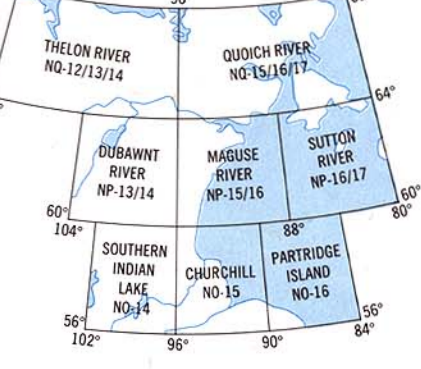 THELON RIVER
NQ-12/13/14
QUOICH RIVER
NQ-15/16/17
64°
DUBAWNT
RIVER
NP-13/14
MAGUSE
RIVER
NP-15/16
SUTTON
RIVER
NP-16/17
60°
104°
88°
60°
80°
SOUTHERN
INDIAN
LAKE
NO-14
CHURCHILL
NO-15
PARTRIDGE
ISLAND
NO-16
56°
102°
96°
90°
56°
84°